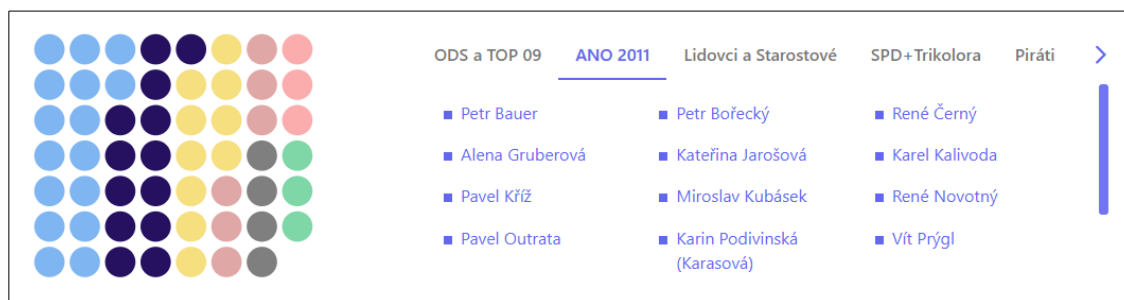 ODS a TOP 09 ANO 2011 Lidovci a Starostové SPD+Trikolora Piráti
Petr Bauer Petr Bořecký René Černý
Alena Gruberová Kateřina Jarošová Karel Kalivoda
Pavel Kříž Miroslav Kubásek René Novotný
Pavel Outrata Karin Podivinská Vít Prýgl
(Karasová)